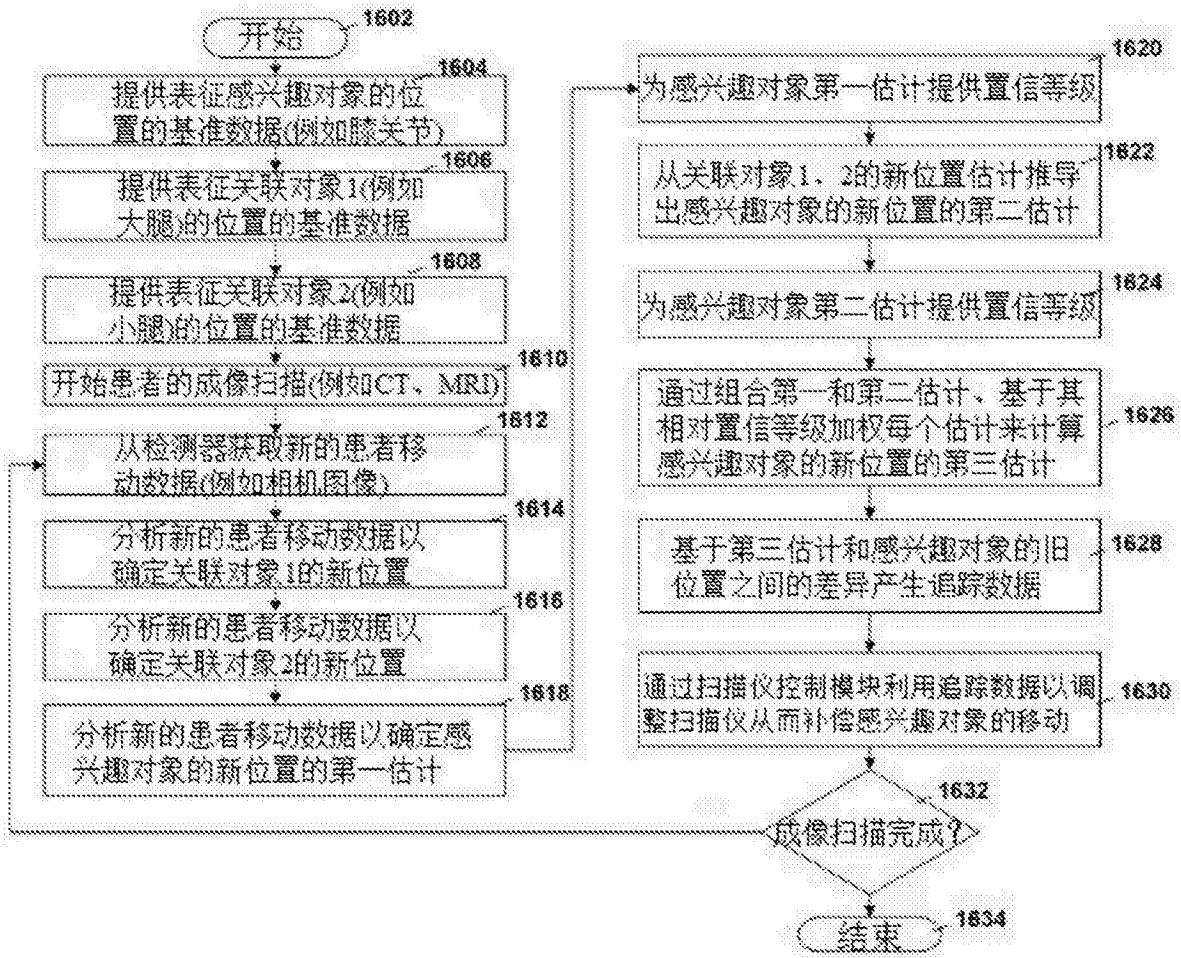 开始
1602
1604
提供表征感兴趣对象的位
置的基准数据(例如膝关节)
1606
提供表征关联对象1(例如
大腿)的位置的基准数据
1608
提供表征关联对象2(例如
小腿)的位置的基准数据
1610
开始患者的成像扫描(例如CT、MRI)
1612
从检测器获取新的患者移
动数据(例如相机图像)
1614
分析新的患者移动数据以
确定关联对象1的新位置
1616
分析新的患者移动数据以
确定关联对象2的新位置
1618
分析新的患者移动数据以确定感
兴趣对象的新位置的第一估计
1620
为感兴趣对象第一估计提供置信等级
1622
从关联对象1、2的新位置估计推导
出感兴趣对象的新位置的第二估计
1624
为感兴趣对象第二估计提供置信等级
通过组合第一和第二估计、基于其
相对置信等级加权每个估计来计算
感兴趣对象的新位置的第三估计
1626
基于第三估计和感兴趣对象的旧
位置之间的差异产生追踪数据
1628
通过扫描仪控制模块利用追踪数据以调
整扫描仪从而补偿感兴趣对象的移动
1630
1632
成像扫描完成?
结束
1634